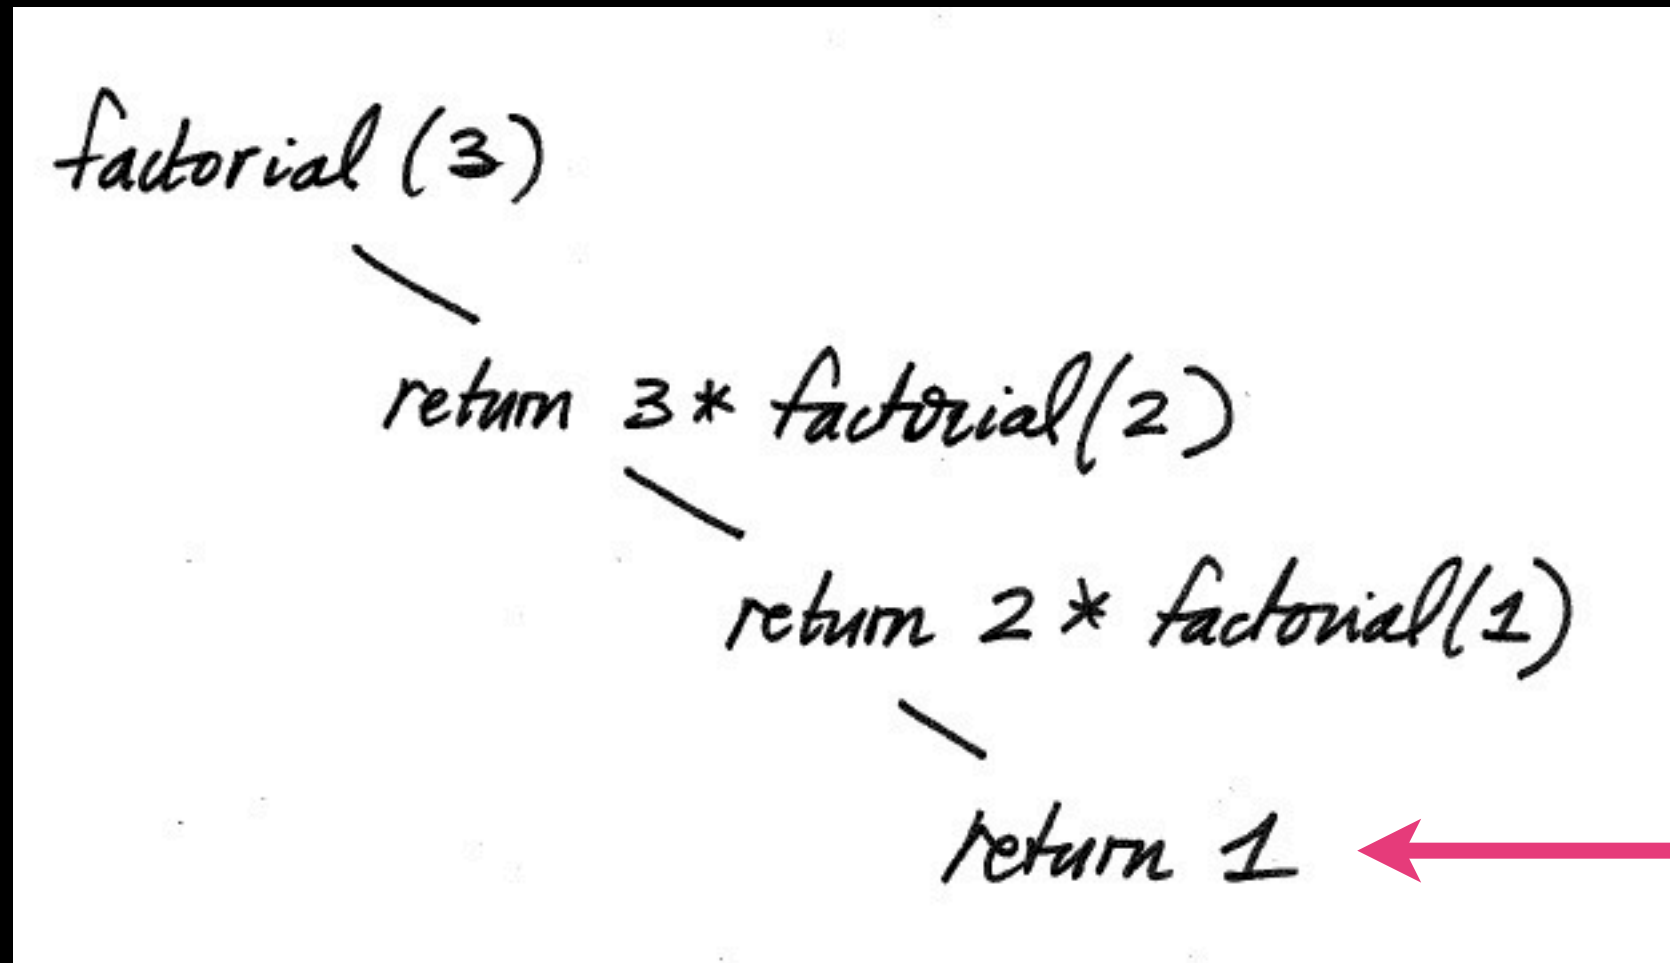 factorial (3)
return 3 * factorial(2)
return 2 * factorial(1)
return 1